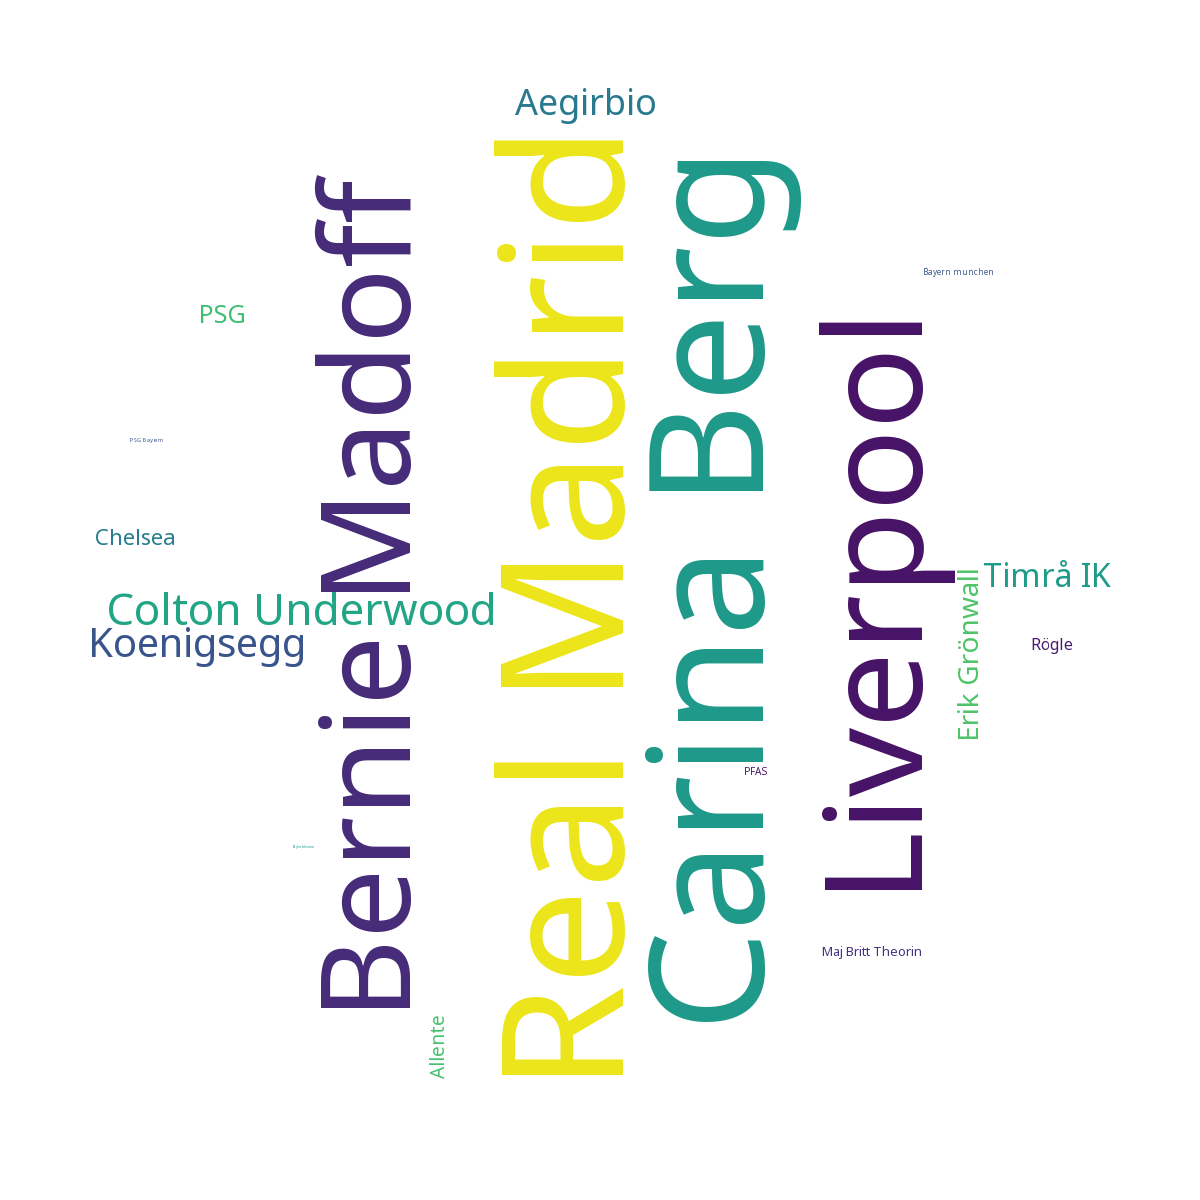 Aegirbio
Real Madrid
Carina Berg
Bernie Madoff
Liverpool
Bayern munchen
PSG
PSG Bayern
Chelsea
Colton Underwood
Koenigsegg
Timrå IK
Erik Grönwall
Rögle
PFAS
Maj Britt Theorin
Allente